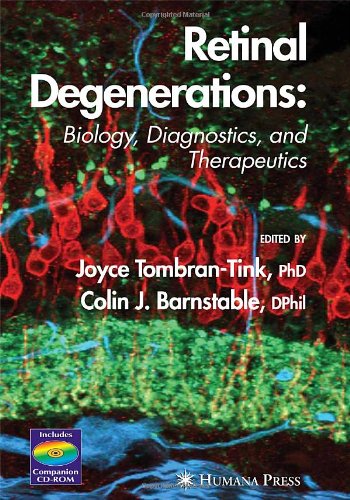 Retinal
Degenerations:
Biology, Diagnostics, and
Therapeutics
EDITED BY
Joyce Tombran-Tink, PhD
Colin J. Barnstable, DPhil
Includes
Companion
CD-ROM
HUMANA PRESS